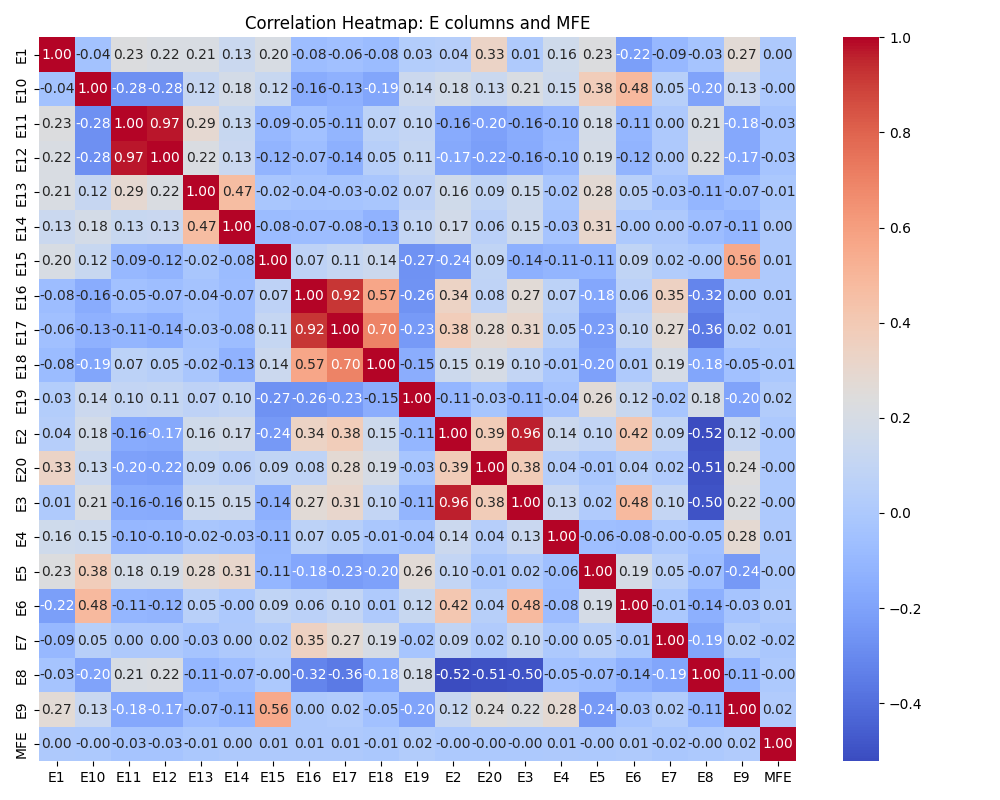 Correlation Heatmap: E columns and MFE
E1 1.00 -0.04 0.23 0.22 0.21 0.13 0.20 -0.08 -0.06 -0.08 0.03 0.04 0.33 0.01 0.16 0.23 -0.22 -0.09 -0.03 0.27 0.00
E10 -0.04 1.00 -0.28 -0.28 0.12 0.18 0.12 -0.16 -0.13 -0.19 0.14 0.18 0.13 0.21 0.15 0.38 0.48 0.05 -0.20 0.13 -0.00
E11 0.23 -0.28 1.00 0.97 0.29 0.13 -0.09 -0.05 -0.11 0.07 0.10 -0.16 -0.20 -0.16 -0.10 0.18 -0.11 0.00 0.21 -0.18 -0.03
E12 0.22 -0.28 0.97 1.00 0.22 0.13 -0.12 -0.07 -0.14 0.05 0.11 -0.17 -0.22 -0.16 -0.10 0.19 -0.12 0.00 0.22 -0.17 -0.03
E13 0.21 0.12 0.29 0.22 1.00 0.47 -0.02 -0.04 -0.03 -0.02 0.07 0.16 0.09 0.15 -0.02 0.28 0.05 -0.03 -0.11 -0.07 -0.01
E14 0.13 0.18 0.13 0.13 0.47 1.00 -0.08 -0.07 -0.08 -0.13 0.10 0.17 0.06 0.15 -0.03 0.31 -0.00 0.00 -0.07 -0.11 0.00
E15 0.20 0.12 -0.09 -0.12 -0.02 -0.08 1.00 0.07 0.11 0.14 -0.27 -0.24 0.09 -0.14 -0.11 -0.11 0.09 0.02 -0.00 0.56 0.01
E16 -0.08 -0.16 -0.05 -0.07 -0.04 -0.07 0.07 1.00 0.92 0.57 -0.26 0.34 0.08 0.27 0.07 -0.18 0.06 0.35 -0.32 0.00 0.01
E17 -0.06 -0.13 -0.11 -0.14 -0.03 -0.08 0.11 0.92 1.00 0.70 -0.23 0.38 0.28 0.31 0.05 -0.23 0.10 0.27 -0.36 0.02 0.01
E18 -0.08 -0.19 0.07 0.05 -0.02 -0.13 0.14 0.57 0.70 1.00 -0.15 0.15 0.19 0.10 -0.01 -0.20 0.01 0.19 -0.18 -0.05 -0.01
E19 0.03 0.14 0.10 0.11 0.07 0.10 -0.27 -0.26 -0.23 -0.15 1.00 -0.11 -0.03 -0.11 -0.04 0.26 0.12 -0.02 0.18 -0.20 0.02
E2 0.04 0.18 -0.16 -0.17 0.16 0.17 -0.24 0.34 0.38 0.15 -0.11 1.00 0.39 0.96 0.14 0.10 0.42 0.09 -0.52 0.12 -0.00
E20 0.33 0.13 -0.20 -0.22 0.09 0.06 0.09 0.08 0.28 0.19 -0.03 0.39 1.00 0.38 0.04 -0.01 0.04 0.02 -0.51 0.24 -0.00
E3 0.01 0.21 -0.16 -0.16 0.15 0.15 -0.14 0.27 0.31 0.10 -0.11 0.96 0.38 1.00 0.13 0.02 0.48 0.10 -0.50 0.22 -0.00
E4 0.16 0.15 -0.10 -0.10 -0.02 -0.03 -0.11 0.07 0.05 -0.01 -0.04 0.14 0.04 0.13 1.00 -0.06 -0.08 -0.00 -0.05 0.28 0.01
E5 0.23 0.38 0.18 0.19 0.28 0.31 -0.11 -0.18 -0.23 -0.20 0.26 0.10 -0.01 0.02 -0.06 1.00 0.19 0.05 -0.07 -0.24 -0.00
E6 -0.22 0.48 -0.11 -0.12 0.05 -0.00 0.09 0.06 0.10 0.01 0.12 0.42 0.04 0.48 -0.08 0.19 1.00 -0.01 -0.14 -0.03 0.01
E7 -0.09 0.05 0.00 0.00 -0.03 0.00 0.02 0.35 0.27 0.19 -0.02 0.09 0.02 0.10 -0.00 0.05 -0.01 1.00 -0.19 0.02 -0.02
E8 -0.03 -0.20 0.21 0.22 -0.11 -0.07 -0.00 -0.32 -0.36 -0.18 0.18 -0.52 -0.51 -0.50 -0.05 -0.07 -0.14 -0.19 1.00 -0.11 -0.00
E9 0.27 0.13 -0.18 -0.17 -0.07 -0.11 0.56 0.00 0.02 -0.05 -0.20 0.12 0.24 0.22 0.28 -0.24 -0.03 0.02 -0.11 1.00 0.02
MFE 0.00 -0.00 -0.03 -0.03 -0.01 0.00 0.01 0.01 0.01 -0.01 0.02 -0.00 -0.00 -0.00 0.01 -0.00 0.01 -0.02 -0.00 0.02 1.00
E1 E10 E11 E12 E13 E14 E15 E16 E17 E18 E19 E2 E20 E3 E4 E5 E6 E7 E8 E9 MFE
1.0
0.8
0.6
0.4
0.2
0.0
−0.2
−0.4